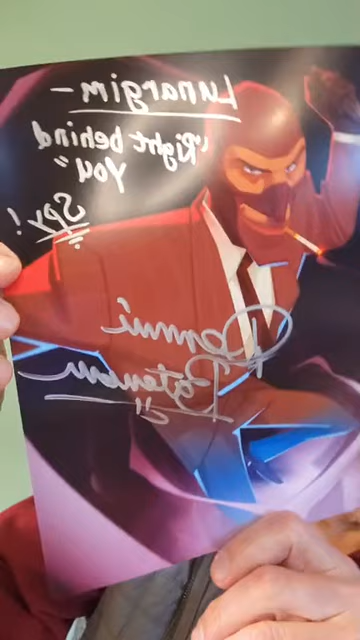 Lunargim -
"Right behind
You"
Spy!
Dennis
Bateman